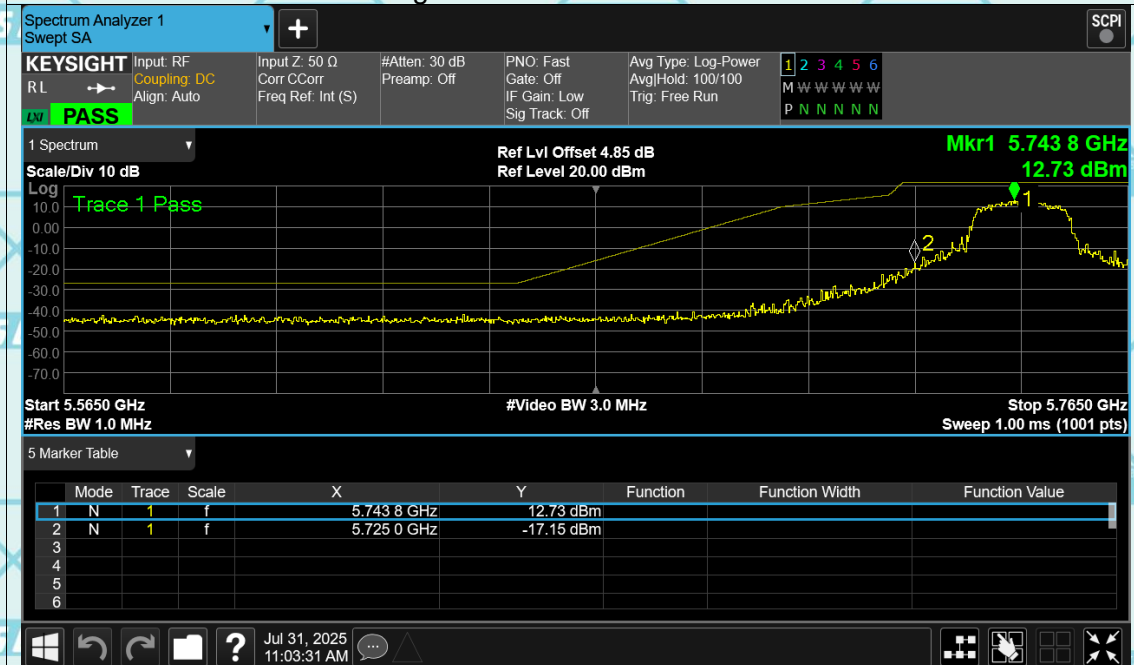 Spectrum Analyzer 1
Swept SA
+
SCPI
KEYSIGHT
RL
LXI PASS
Input: RF
Coupling: DC
Align: Auto
Input Z: 50 Ω
Corr CCorr
Freq Ref: Int (S)
#Atten: 30 dB
Preamp: Off
PNO: Fast
Gate: Off
IF Gain: Low
Sig Track: Off
Avg Type: Log-Power
Avg|Hold: 100/100
Trig: Free Run
1 2 3 4 5 6
M W W W W W W
P N N N N N
1 Spectrum
Scale/Div 10 dB
Ref Lvl Offset 4.85 dB
Ref Level 20.00 dBm
Mkr1 5.743 8 GHz
12.73 dBm
Log
Trace 1 Pass
10.0
0.00
-10.0
-20.0
-30.0
-40.0
-50.0
-60.0
-70.0
1
2
Start 5.5650 GHz
#Res BW 1.0 MHz
#Video BW 3.0 MHz
Stop 5.7650 GHz
Sweep 1.00 ms (1001 pts)
5 Marker Table
Mode Trace Scale X Y Function Function Width Function Value
1 N 1 f 5.743 8 GHz 12.73 dBm
2 N 1 f 5.725 0 GHz -17.15 dBm
3
4
5
6
?
Jul 31, 2025
11:03:31 AM